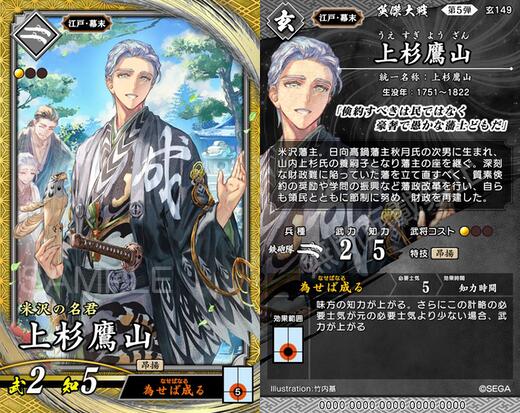 江戸・幕末
成
SAMPLE
米沢の名君
上杉鷹山
昂揚
武2 知5
なせばなる
為せば成る
5
玄
江戸・幕末
英傑大戦
第5弾
玄149
うえすぎようざん
上杉鷹山
統一名称：上杉鷹山
生没年：1751～1822
「倹約すべきは民ではなく
豪奢で愚かな藩士どもだ」
米沢藩主。日向高鍋藩主秋月氏の次男に生まれ、
山内上杉氏の養嗣子となり藩主の座を継ぐ。深刻
な財政難に陥っていた藩を立て直すべく、質素倹
約の奨励や学問の振興など藩政改革を行い、自ら
も領民とともに節制に努め、財政を再建した。
兵種 武力 知力 武将コスト
鉄砲隊 2 5 特技 昂揚
なせばなる 必要士気 効果時間
為せば成る 5 知力時間
効果範囲
味方の知力が上がる。さらにこの計略の必
要士気が元の必要士気より少ない場合、武
力が上がる
Illustration:竹内基
©SEGA
0000-0000-0000-0000-0000